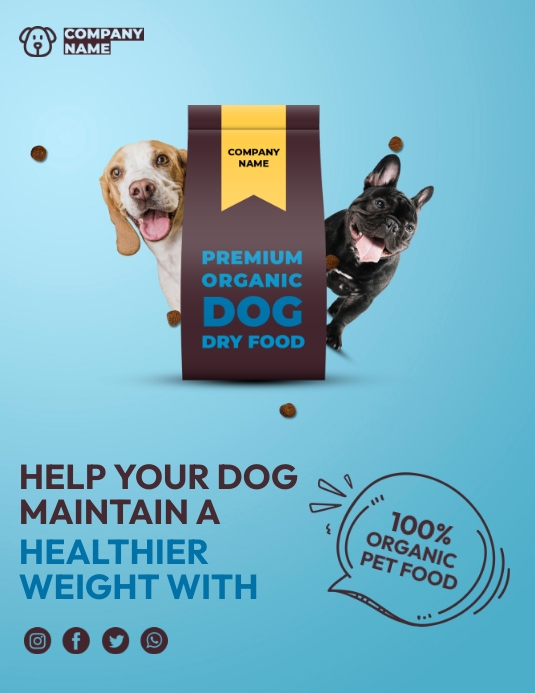 COMPANY
NAME
COMPANY
NAME
PREMIUM
ORGANIC
DOG
DRY FOOD
HELP YOUR DOG
MAINTAIN A
HEALTHIER
WEIGHT WITH
100%
ORGANIC
PET FOOD